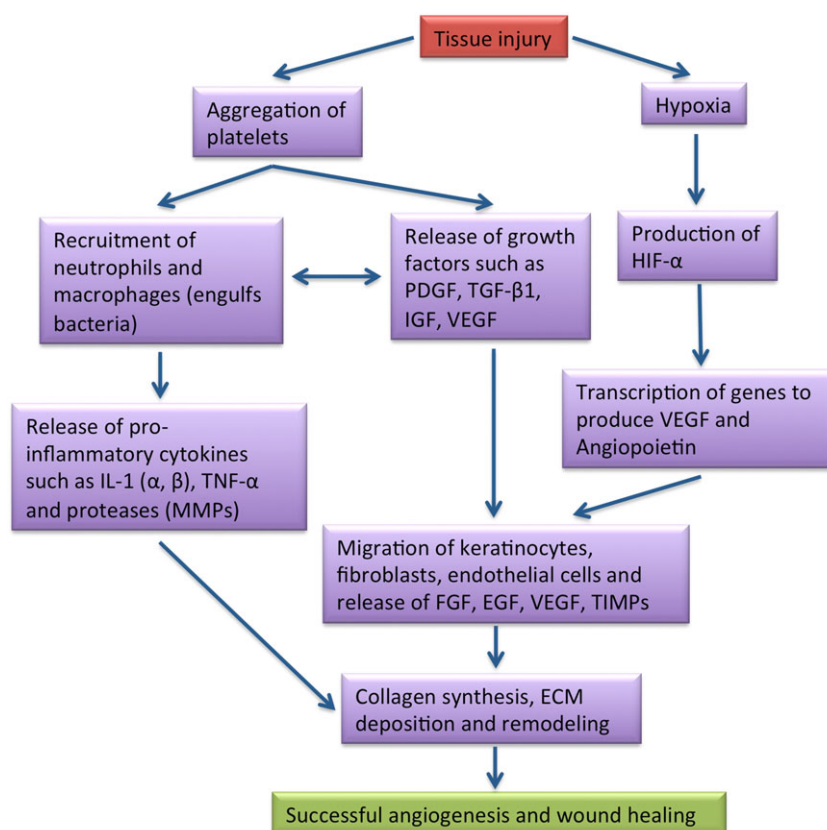 Tissue injury
Aggregation of
platelets
Hypoxia
Recruitment of
neutrophils and
macrophages (engulfs
bacteria)
Release of growth
factors such as
PDGF, TGF-β1,
IGF, VEGF
Production of
HIF-α
Release of pro-
inflammatory cytokines
such as IL-1 (α, β), TNF-α
and proteases (MMPs)
Transcription of genes to
produce VEGF and
Angiopoietin
Migration of keratinocytes,
fibroblasts, endothelial cells and
release of FGF, EGF, VEGF, TIMPs
Collagen synthesis, ECM
deposition and remodeling
Successful angiogenesis and wound healing